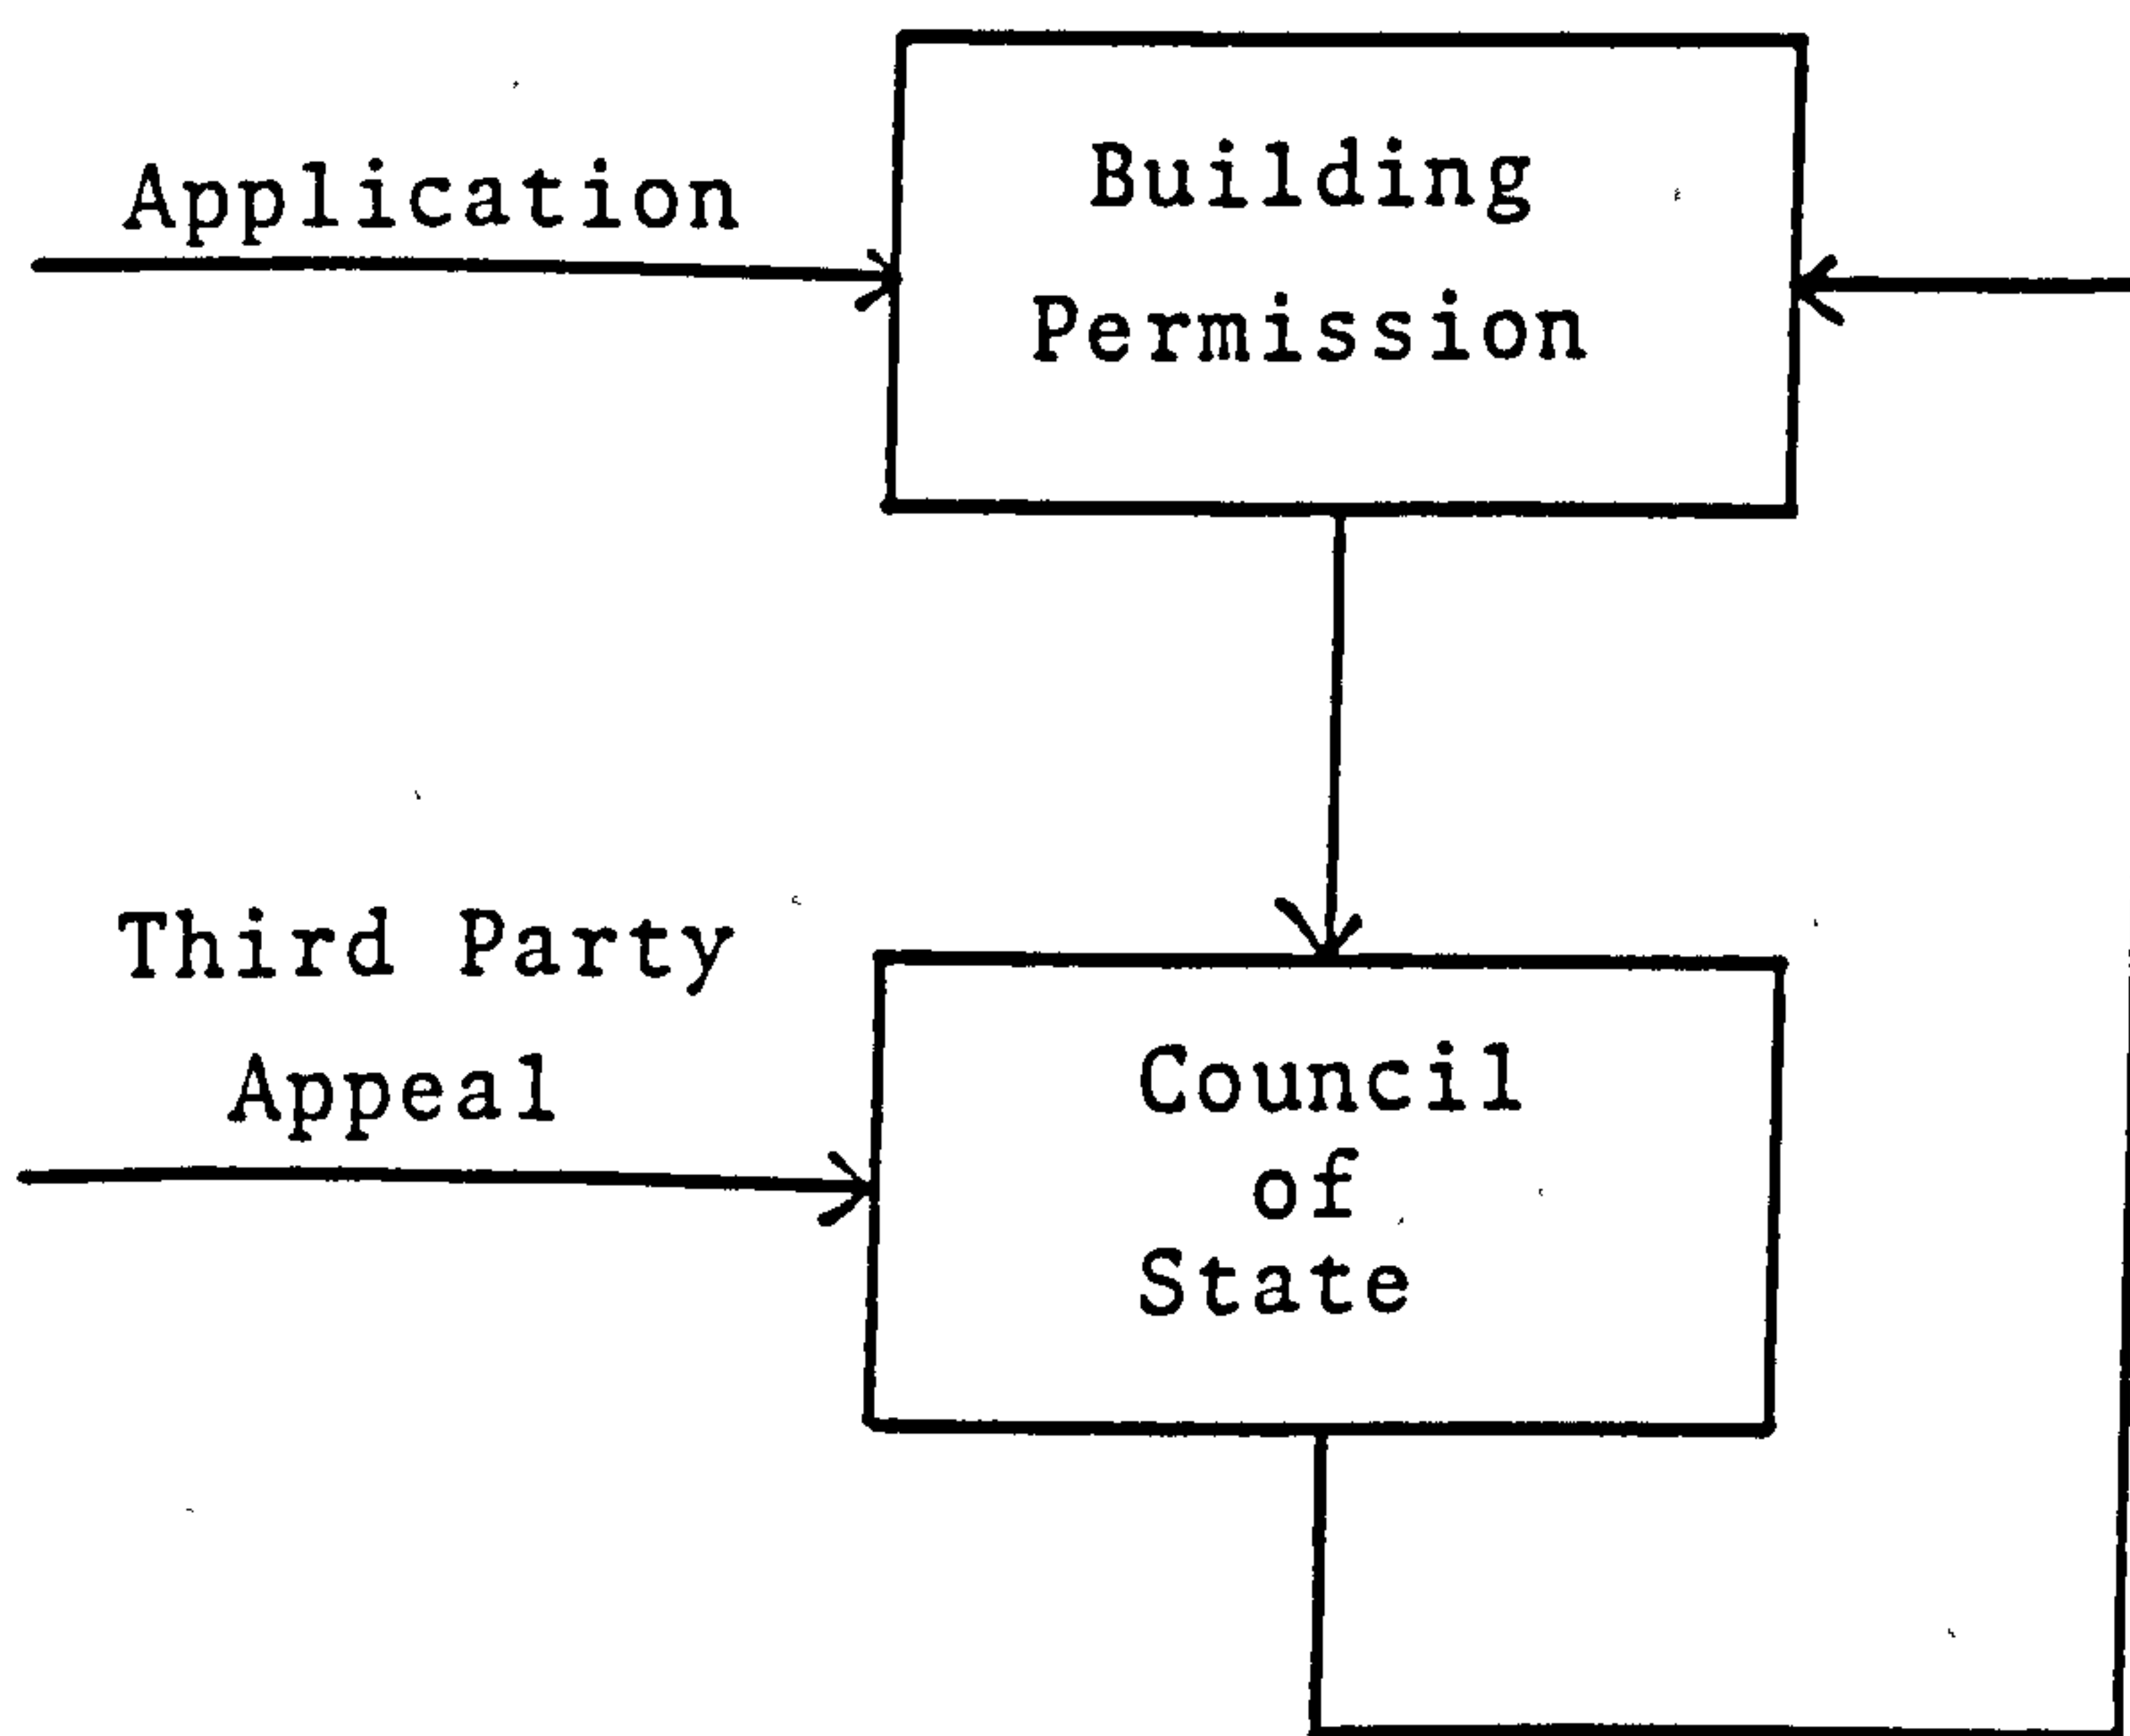 Application
Building
Permission
Third Party
Appeal
Council
of
State